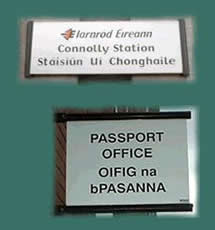 Iarnród Éireann
Connolly Station
Stáisiún Uí Chonghaile
PASSPORT
OFFICE
OIFIG na
bPASANNA